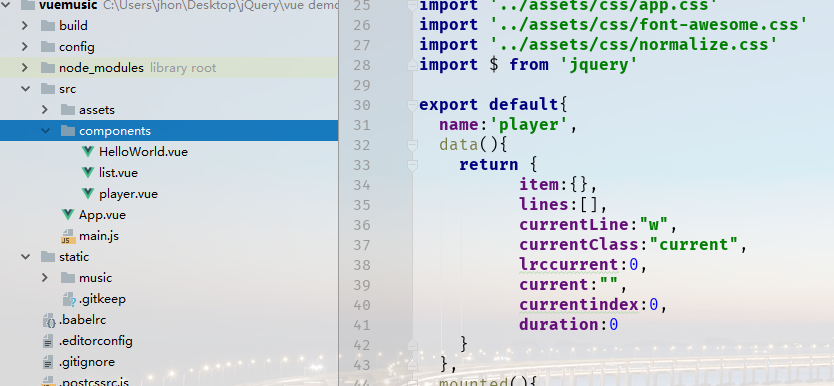 vuemusic C:\Users\jhon\Desktop\jQuery\vue demo
build
config
node_modules library root
src
assets
components
HelloWorld.vue
list.vue
player.vue
App.vue
main.js
static
music
.gitkeep
.babelrc
.editorconfig
.gitignore
.postcssrc.js
25 import '../assets/css/app.css'
26 import '../assets/css/font-awesome.css'
27 import '../assets/css/normalize.css'
28 import $ from 'jquery'
29
30 export default{
31 name:'player',
32 data(){
33 return {
34 item:{},
35 lines:[],
36 currentLine:"w",
37 currentClass:"current",
38 lrccurrent:0,
39 current:"",
40 currentindex:0,
41 duration:0
42 }
43 },
44 mounted(){